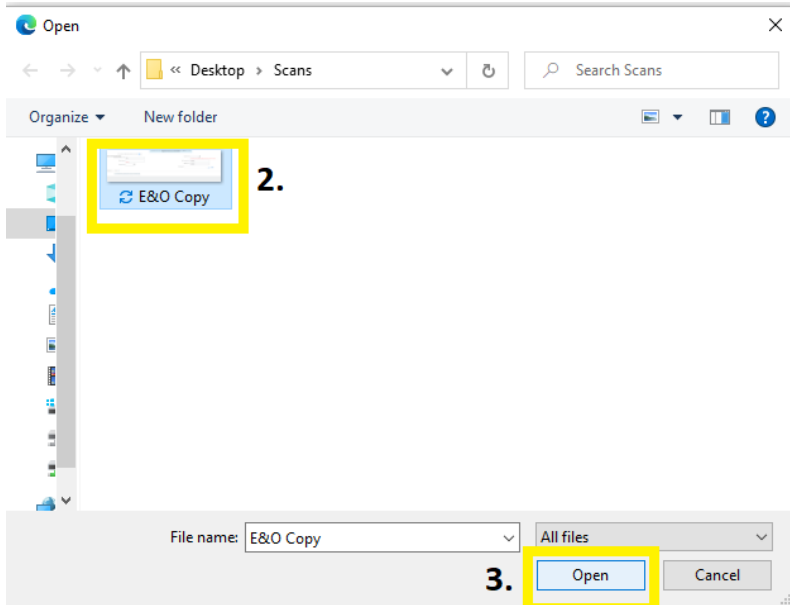 Open
« Desktop > Scans
Search Scans
Organize
New folder
2.
E&O Copy
File name:
E&O Copy
All files
3.
Open
Cancel